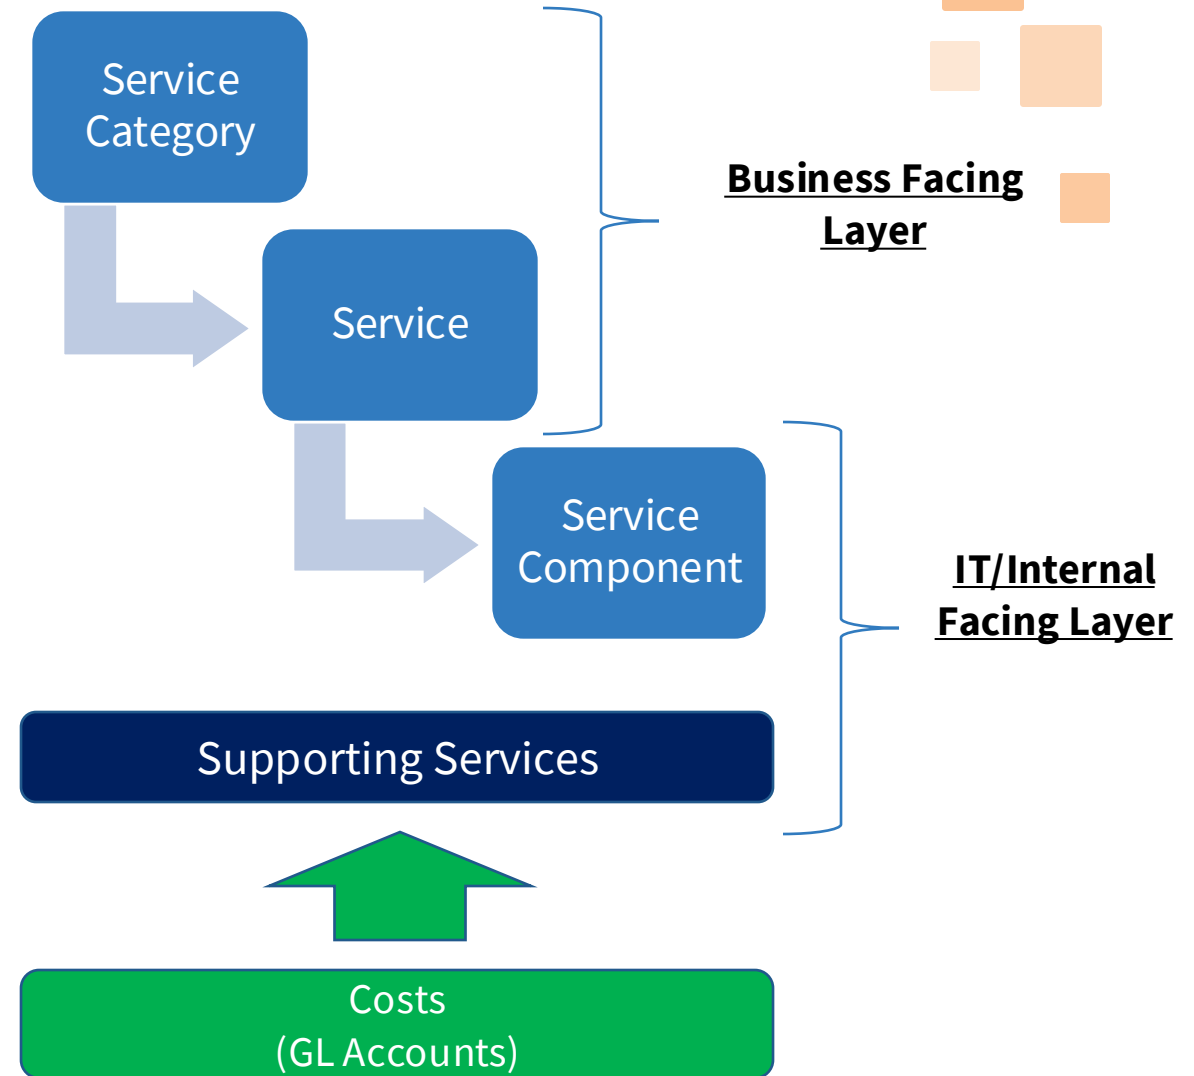 Service
Category
Business Facing
Layer
Service
Service
Component
IT/Internal
Facing Layer
Supporting Services
Costs
(GL Accounts)